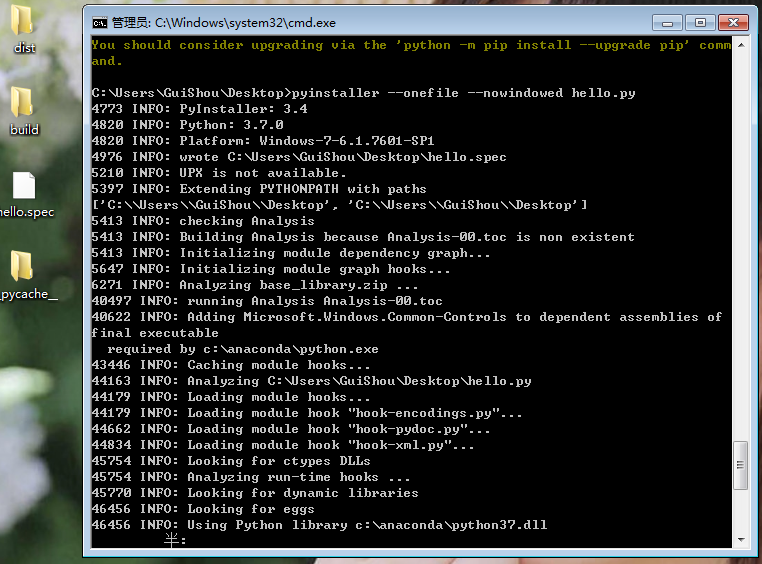 dist
build
hello.spec
_pycache__
管理员: C:\Windows\system32\cmd.exe
You should consider upgrading via the 'python -m pip install --upgrade pip' comm
and.
C:\Users\GuiShou\Desktop>pyinstaller --onefile --nowindowed hello.py
4773 INFO: PyInstaller: 3.4
4820 INFO: Python: 3.7.0
4820 INFO: Platform: Windows-7-6.1.7601-SP1
4976 INFO: wrote C:\Users\GuiShou\Desktop\hello.spec
5210 INFO: UPX is not available.
5397 INFO: Extending PYTHONPATH with paths
['C:\\Users\\GuiShou\\Desktop', 'C:\\Users\\GuiShou\\Desktop']
5413 INFO: checking Analysis
5413 INFO: Building Analysis because Analysis-00.toc is non existent
5413 INFO: Initializing module dependency graph...
5647 INFO: Initializing module graph hooks...
6271 INFO: Analyzing base_library.zip ...
40497 INFO: running Analysis Analysis-00.toc
40622 INFO: Adding Microsoft.Windows.Common-Controls to dependent assemblies of
final executable
  required by c:\anaconda\python.exe
43446 INFO: Caching module hooks...
44163 INFO: Analyzing C:\Users\GuiShou\Desktop\hello.py
44179 INFO: Loading module hooks...
44179 INFO: Loading module hook "hook-encodings.py"...
44662 INFO: Loading module hook "hook-pydoc.py"...
44834 INFO: Loading module hook "hook-xml.py"...
45754 INFO: Looking for ctypes DLLs
45754 INFO: Analyzing run-time hooks ...
45770 INFO: Looking for dynamic libraries
46456 INFO: Looking for eggs
46456 INFO: Using Python library c:\anaconda\python37.dll
半: